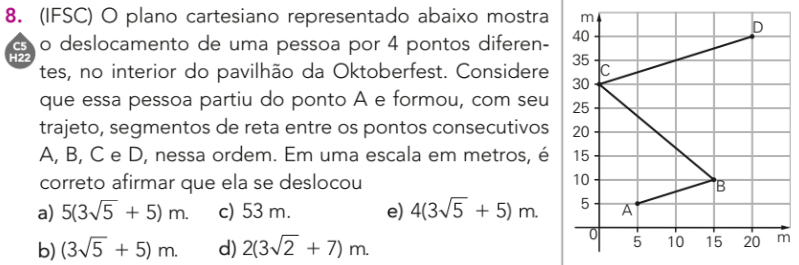 8. (IFSC) O plano cartesiano representado abaixo mostra
C5
H22
o deslocamento de uma pessoa por 4 pontos diferen-
tes, no interior do pavilhão da Oktoberfest. Considere
que essa pessoa partiu do ponto A e formou, com seu
trajeto, segmentos de reta entre os pontos consecutivos
A, B, C e D, nessa ordem. Em uma escala em metros, é
correto afirmar que ela se deslocou
a) 5(3√5 + 5) m. c) 53 m. e) 4(3√5 + 5) m.
b) (3√5 + 5) m. d) 2(3√2 + 7) m.
m
40
35
30
25
20
15
10
5
0
5 10 15 20 m
A
B
C
D